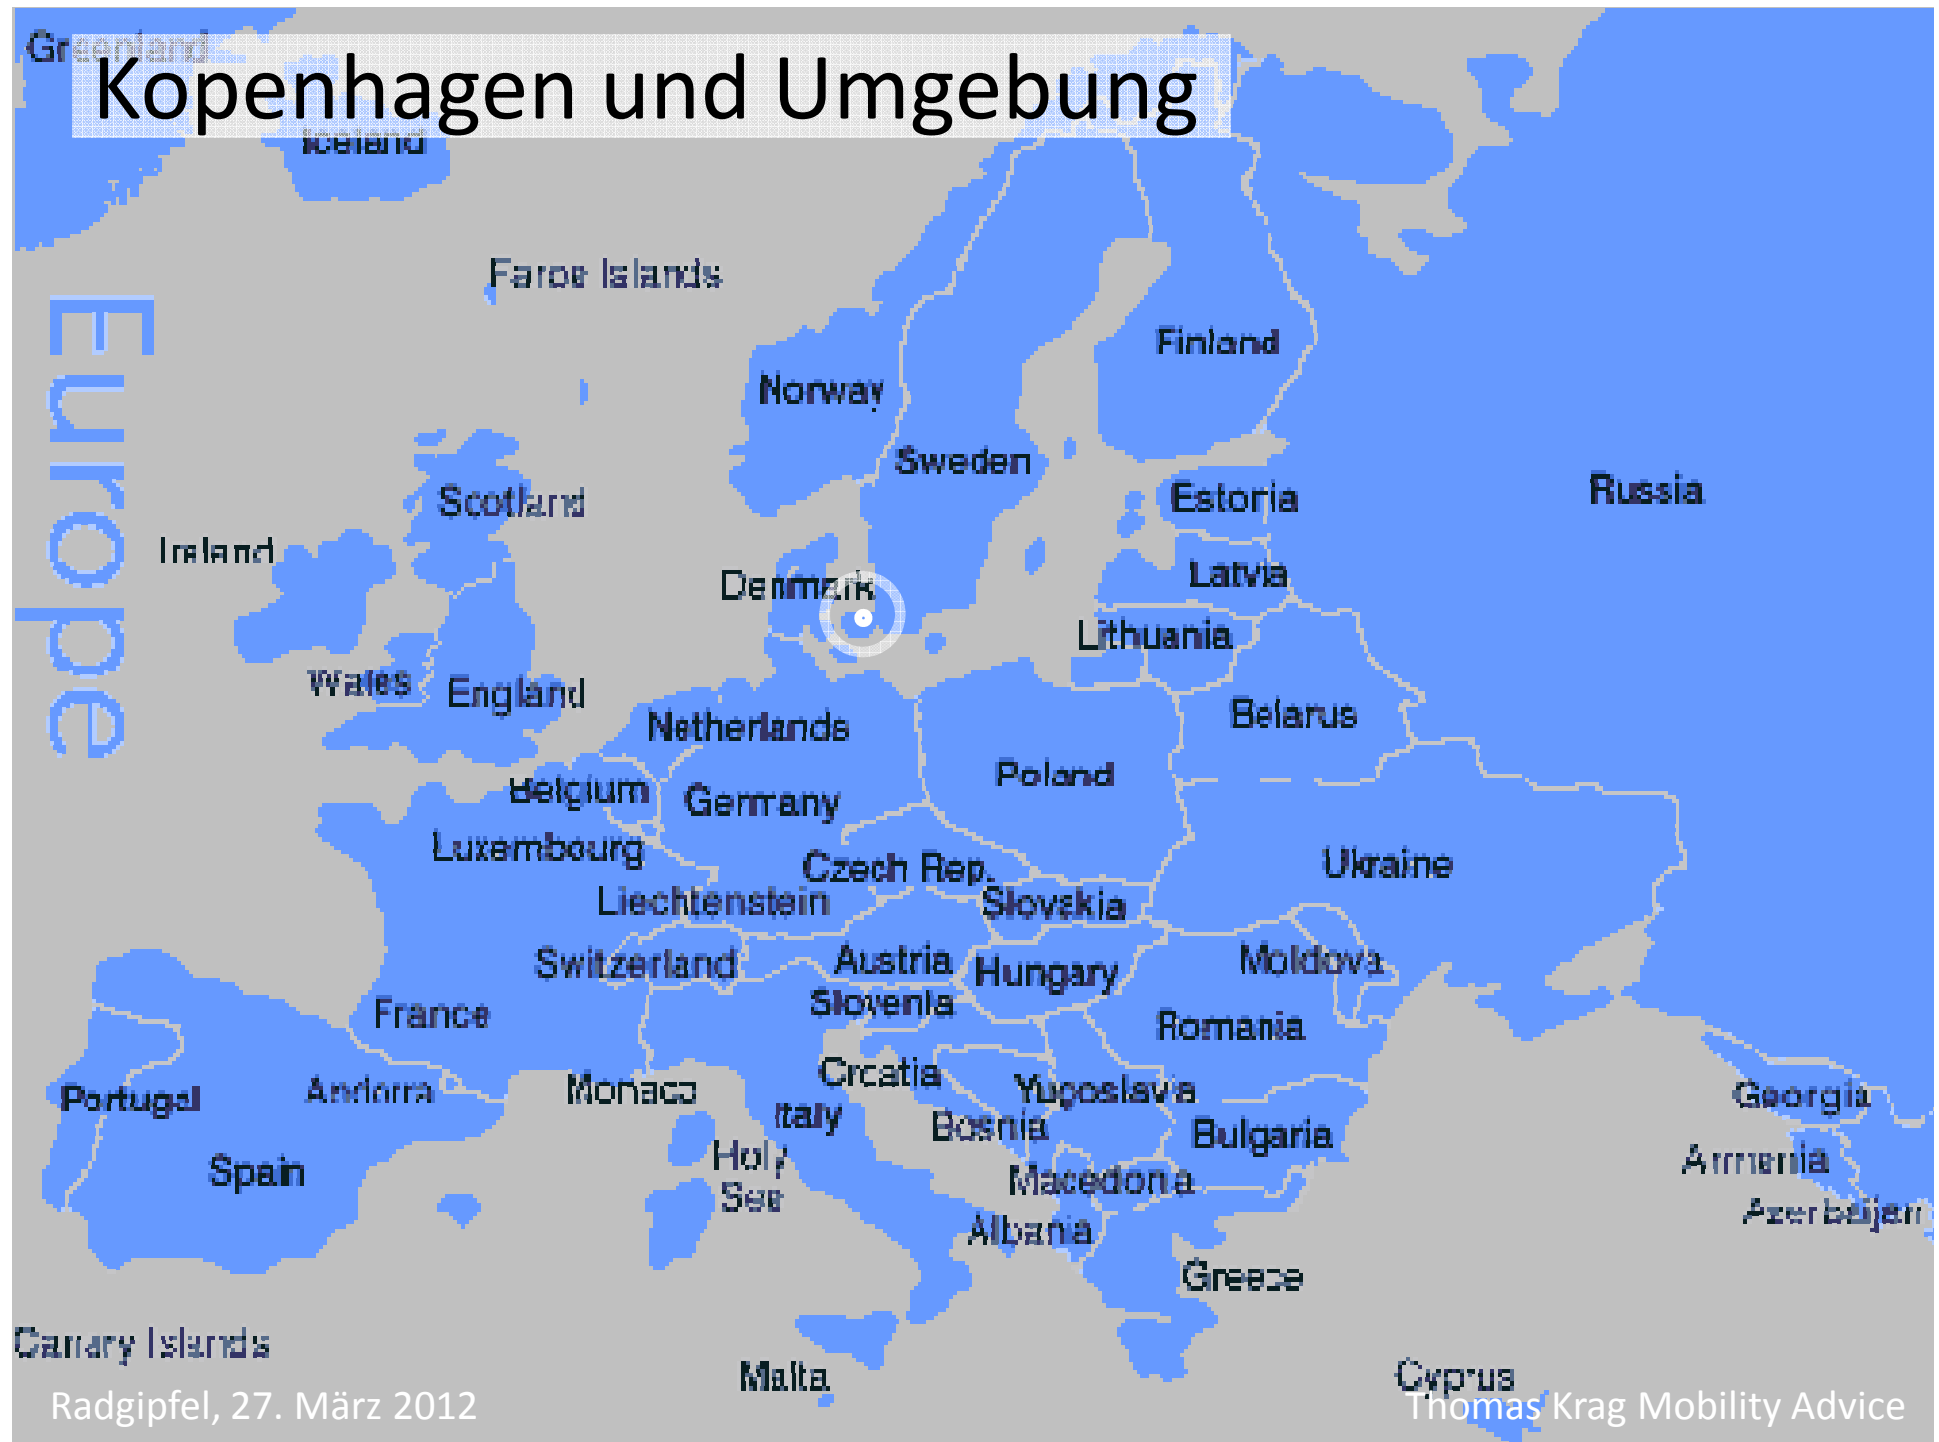 Greenland
Kopenhagen und Umgebung
Iceland
Faroe Islands
Europe
Finland
Norway
Sweden
Scotland
Estonia
Russia
Ireland
Latvia
Denmark
Lithuania
Wales
England
Belarus
Netherlands
Belgium
Germany
Poland
Luxembourg
Czech Rep.
Ukraine
Liechtenstein
Slovakia
Switzerland
Austria
Hungary
Moldova
Slovenia
France
Romania
Croatia
Portugal
Andorra
Monaco
Yugoslavia
Georgia
Italy
Bosnia
Bulgaria
Holy
See
Spain
Macedonia
Armenia
Azerbaijan
Albania
Greece
Canary Islands
Malta
Cyprus
Radgipfel, 27. März 2012
Thomas Krag Mobility Advice